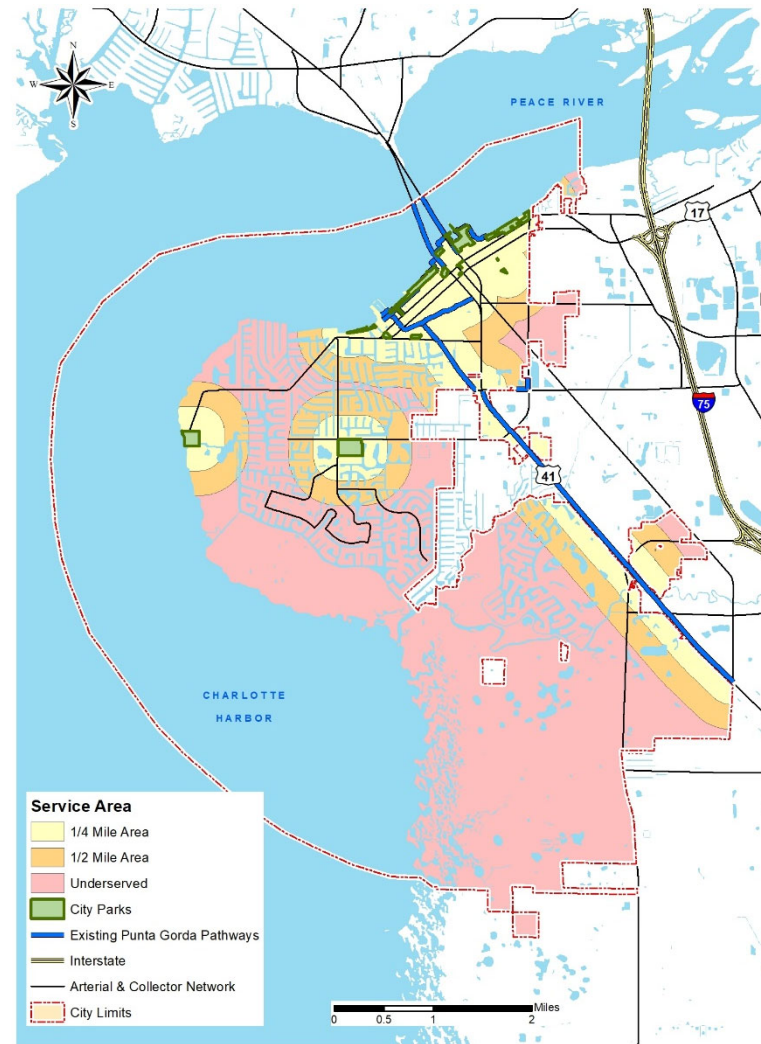 N
W E
S
PEACE RIVER
17
75
41
CHARLOTTE
HARBOR
Service Area
1/4 Mile Area
1/2 Mile Area
Underserved
City Parks
Existing Punta Gorda Pathways
Interstate
Arterial & Collector Network
City Limits
Miles
0 0.5 1 2